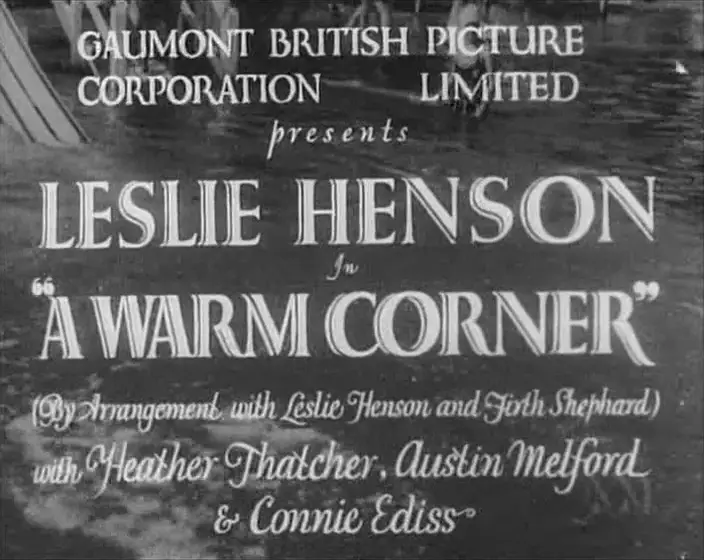 GAUMONT BRITISH PICTURE
CORPORATION LIMITED
presents
LESLIE HENSON
In
"A WARM CORNER"
(By Arrangement with Leslie Henson and Firth Shephard)
with Heather Thatcher, Austin Melford
& Connie Ediss